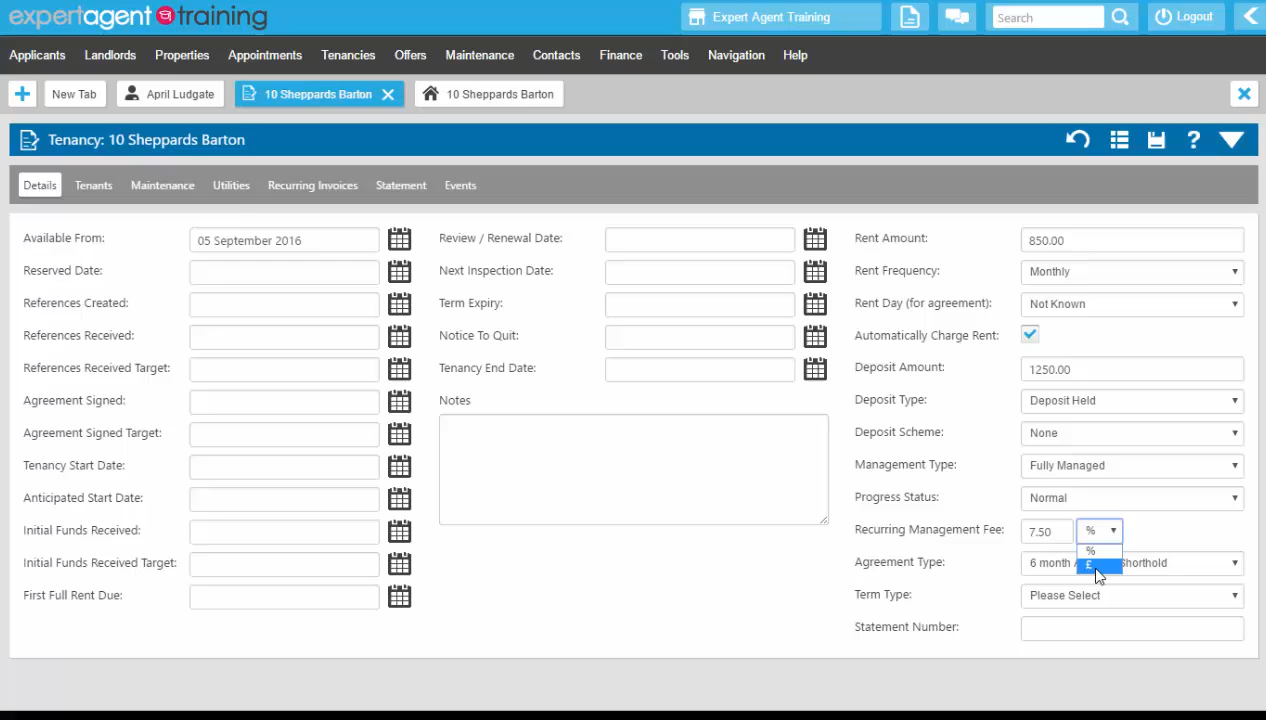 expertagent training
Expert Agent Training
Search
Logout
Applicants Landlords Properties Appointments Tenancies Offers Maintenance Contacts Finance Tools Navigation Help
New Tab April Ludgate 10 Sheppards Barton 10 Sheppards Barton
Tenancy: 10 Sheppards Barton
Details Tenants Maintenance Utilities Recurring Invoices Statement Events
Available From: 05 September 2016
Reserved Date:
References Created:
References Received:
References Received Target:
Agreement Signed:
Agreement Signed Target:
Tenancy Start Date:
Anticipated Start Date:
Initial Funds Received:
Initial Funds Received Target:
First Full Rent Due:
Review / Renewal Date:
Next Inspection Date:
Term Expiry:
Notice To Quit:
Tenancy End Date:
Notes
Rent Amount: 850.00
Rent Frequency: Monthly
Rent Day (for agreement): Not Known
Automatically Charge Rent:
Deposit Amount: 1250.00
Deposit Type: Deposit Held
Deposit Scheme: None
Management Type: Fully Managed
Progress Status: Normal
Recurring Management Fee: 7.50 %
%
£
Agreement Type: 6 month Shorthold
Term Type: Please Select
Statement Number: